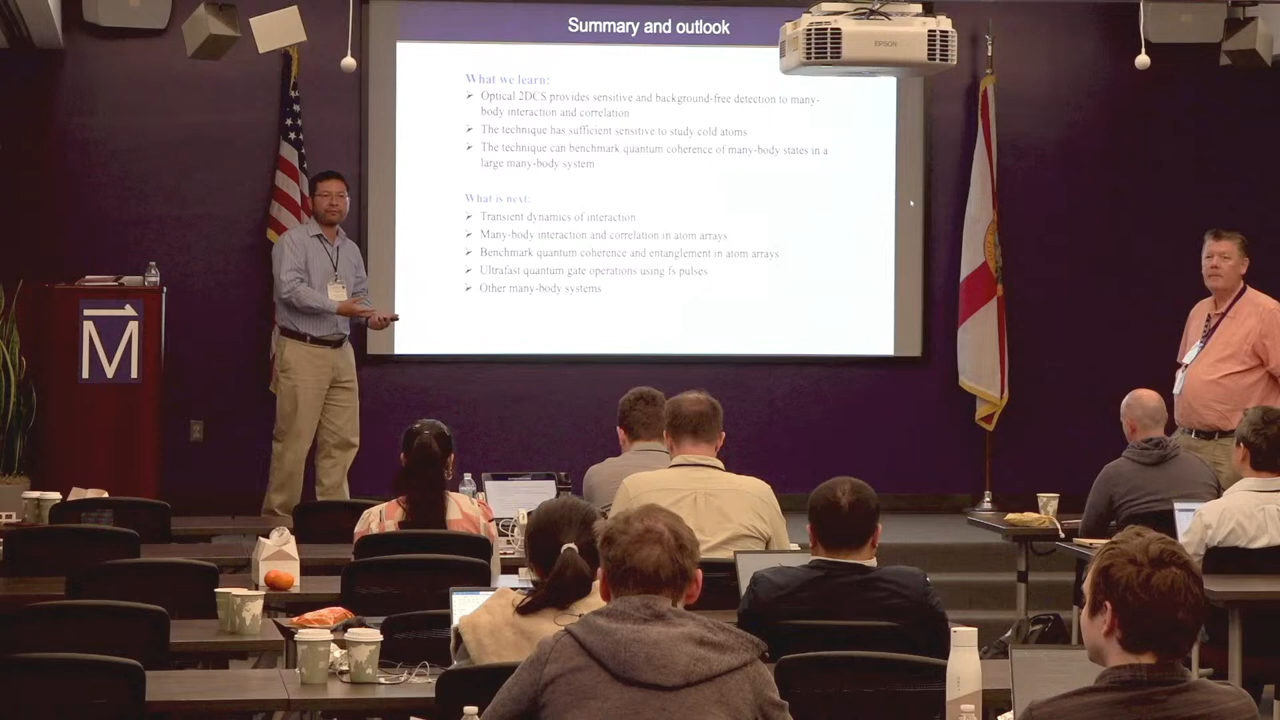 Summary and outlook
EPSON
What we learn:
➤ Optical 2DCS provides sensitive and background-free detection to many-
body interaction and correlation
➤ The technique has sufficient sensitive to study cold atoms
➤ The technique can benchmark quantum coherence of many-body states in a
large many-body system
What is next:
➤ Transient dynamics of interaction
➤ Many-body interaction and correlation in atom arrays
➤ Benchmark quantum coherence and entanglement in atom arrays
➤ Ultrafast quantum gate operations using fs pulses
➤ Other many-body systems
M